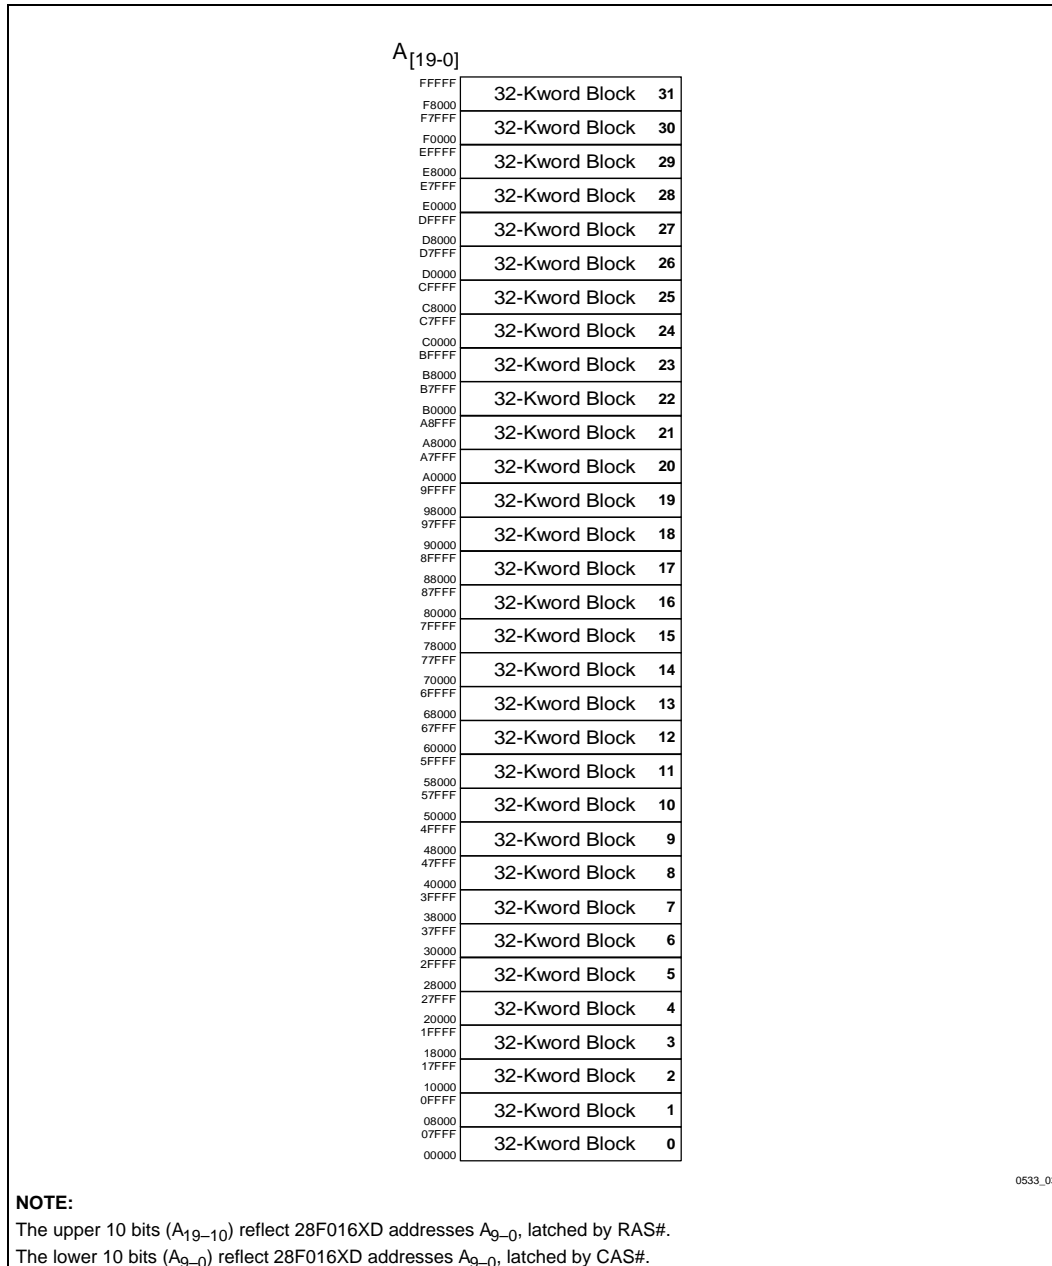 A[19-0]
FFFFF
32-Kword Block 31
F8000
F7FFF
32-Kword Block 30
F0000
EFFFF
32-Kword Block 29
E8000
E7FFF
32-Kword Block 28
E0000
DFFFF
32-Kword Block 27
D8000
D7FFF
32-Kword Block 26
D0000
CFFFF
32-Kword Block 25
C8000
C7FFF
32-Kword Block 24
C0000
BFFFF
32-Kword Block 23
B8000
B7FFF
32-Kword Block 22
B0000
A8FFF
32-Kword Block 21
A8000
A7FFF
32-Kword Block 20
A0000
9FFFF
32-Kword Block 19
98000
97FFF
32-Kword Block 18
90000
8FFFF
32-Kword Block 17
88000
87FFF
32-Kword Block 16
80000
7FFFF
32-Kword Block 15
78000
77FFF
32-Kword Block 14
70000
6FFFF
32-Kword Block 13
68000
67FFF
32-Kword Block 12
60000
5FFFF
32-Kword Block 11
58000
57FFF
32-Kword Block 10
50000
4FFFF
32-Kword Block 9
48000
47FFF
32-Kword Block 8
40000
3FFFF
32-Kword Block 7
38000
37FFF
32-Kword Block 6
30000
2FFFF
32-Kword Block 5
28000
27FFF
32-Kword Block 4
20000
1FFFF
32-Kword Block 3
18000
17FFF
32-Kword Block 2
10000
0FFFF
32-Kword Block 1
08000
07FFF
32-Kword Block 0
00000
NOTE:
The upper 10 bits (A19–10) reflect 28F016XD addresses A9–0, latched by RAS#.
The lower 10 bits (A9–0) reflect 28F016XD addresses A9–0, latched by CAS#.